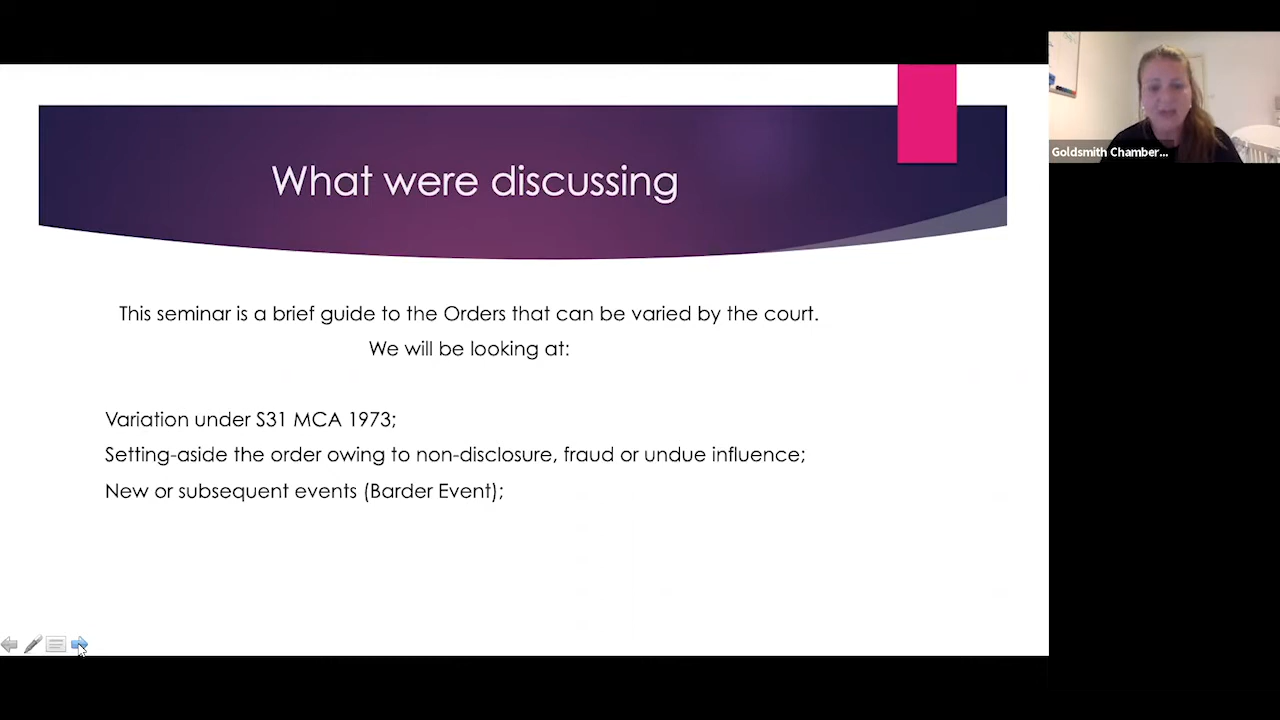 What were discussing
Goldsmith Chamber...
This seminar is a brief guide to the Orders that can be varied by the court.
We will be looking at:
Variation under S31 MCA 1973;
Setting-aside the order owing to non-disclosure, fraud or undue influence;
New or subsequent events (Barder Event);